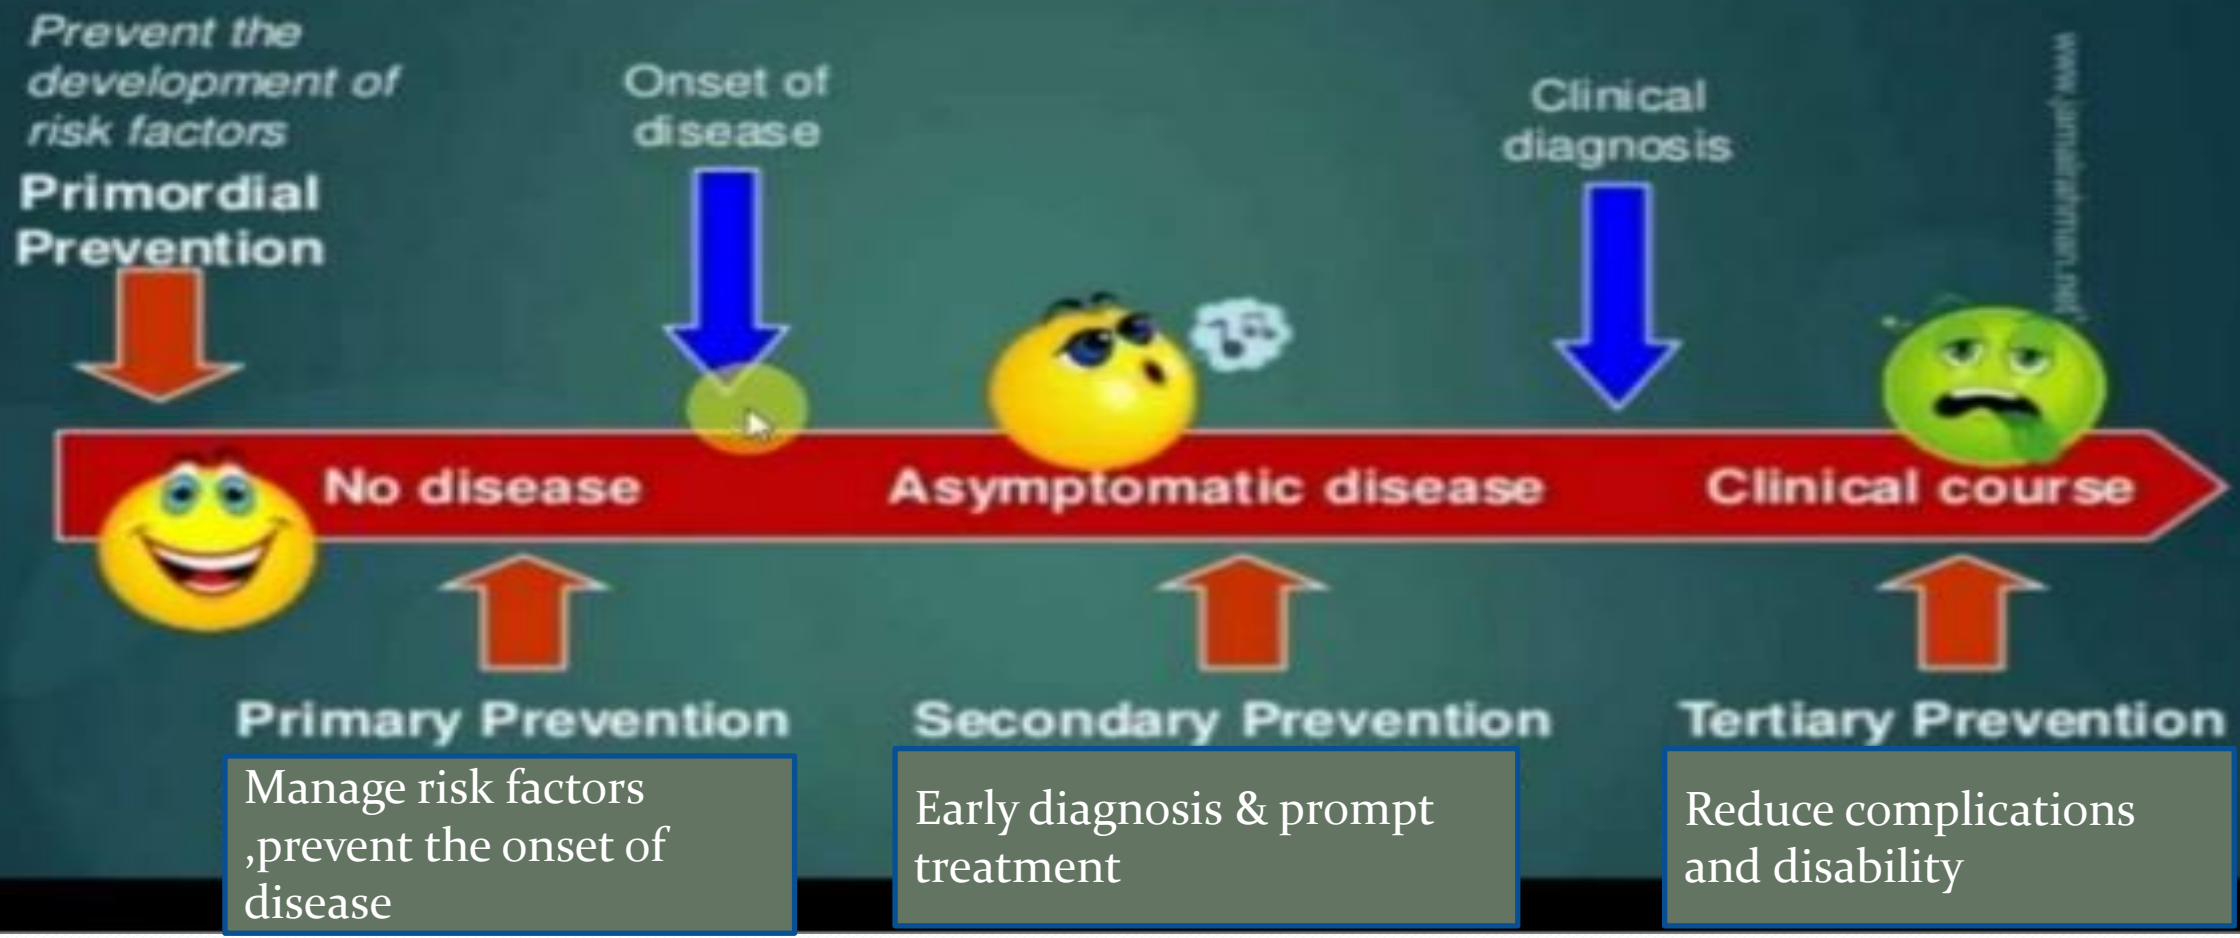 Prevent the
development of
risk factors
Primordial
Prevention
Onset of
disease
Clinical
diagnosis
No disease
Asymptomatic disease
Clinical course
Primary Prevention
Secondary Prevention
Tertiary Prevention
Manage risk factors
,prevent the onset of
disease
Early diagnosis & prompt
treatment
Reduce complications
and disability